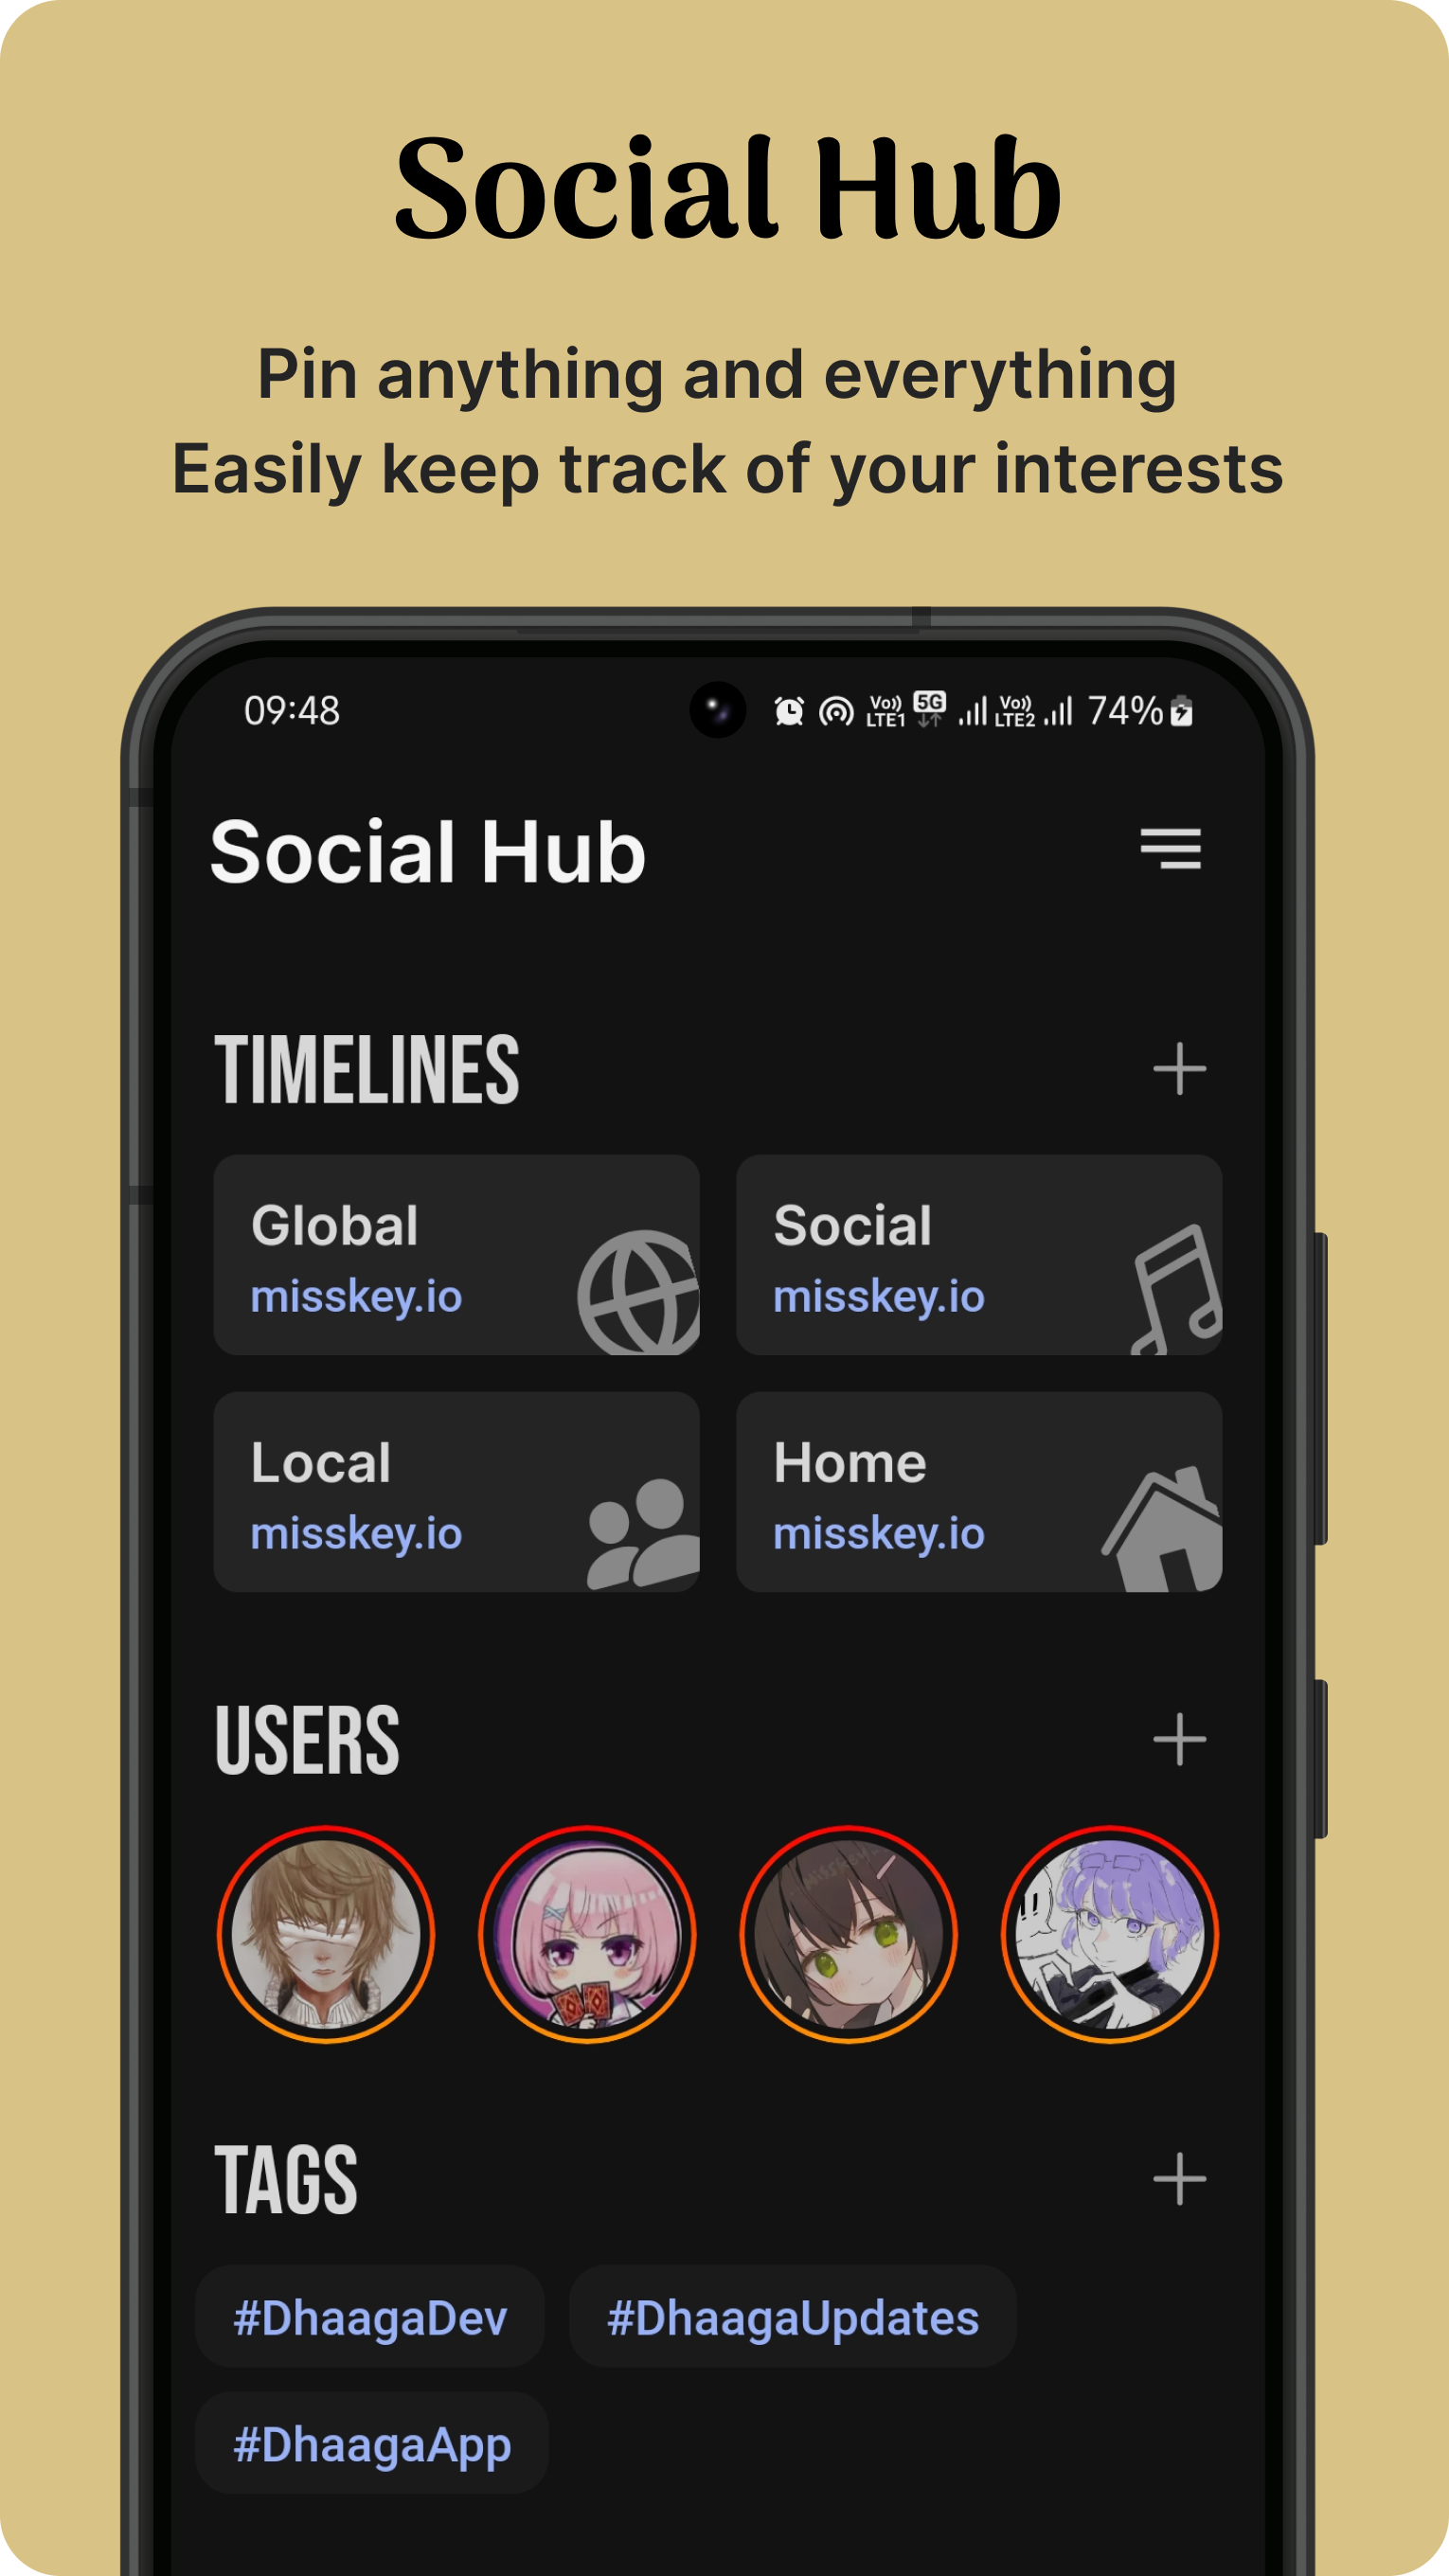 Social Hub
Pin anything and everything
Easily keep track of your interests
09:48
Vo)) LTE1 5G Vo)) LTE2 74%
Social Hub
TIMELINES
Global
misskey.io
Social
misskey.io
Local
misskey.io
Home
misskey.io
USERS
!!
TAGS
#DhaagaDev #DhaagaUpdates
#DhaagaApp